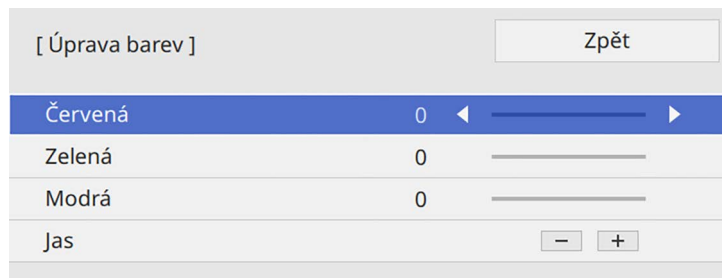 [ Úprava barev ]
Zpět
Červená 0
Zelená 0
Modrá 0
Jas − +